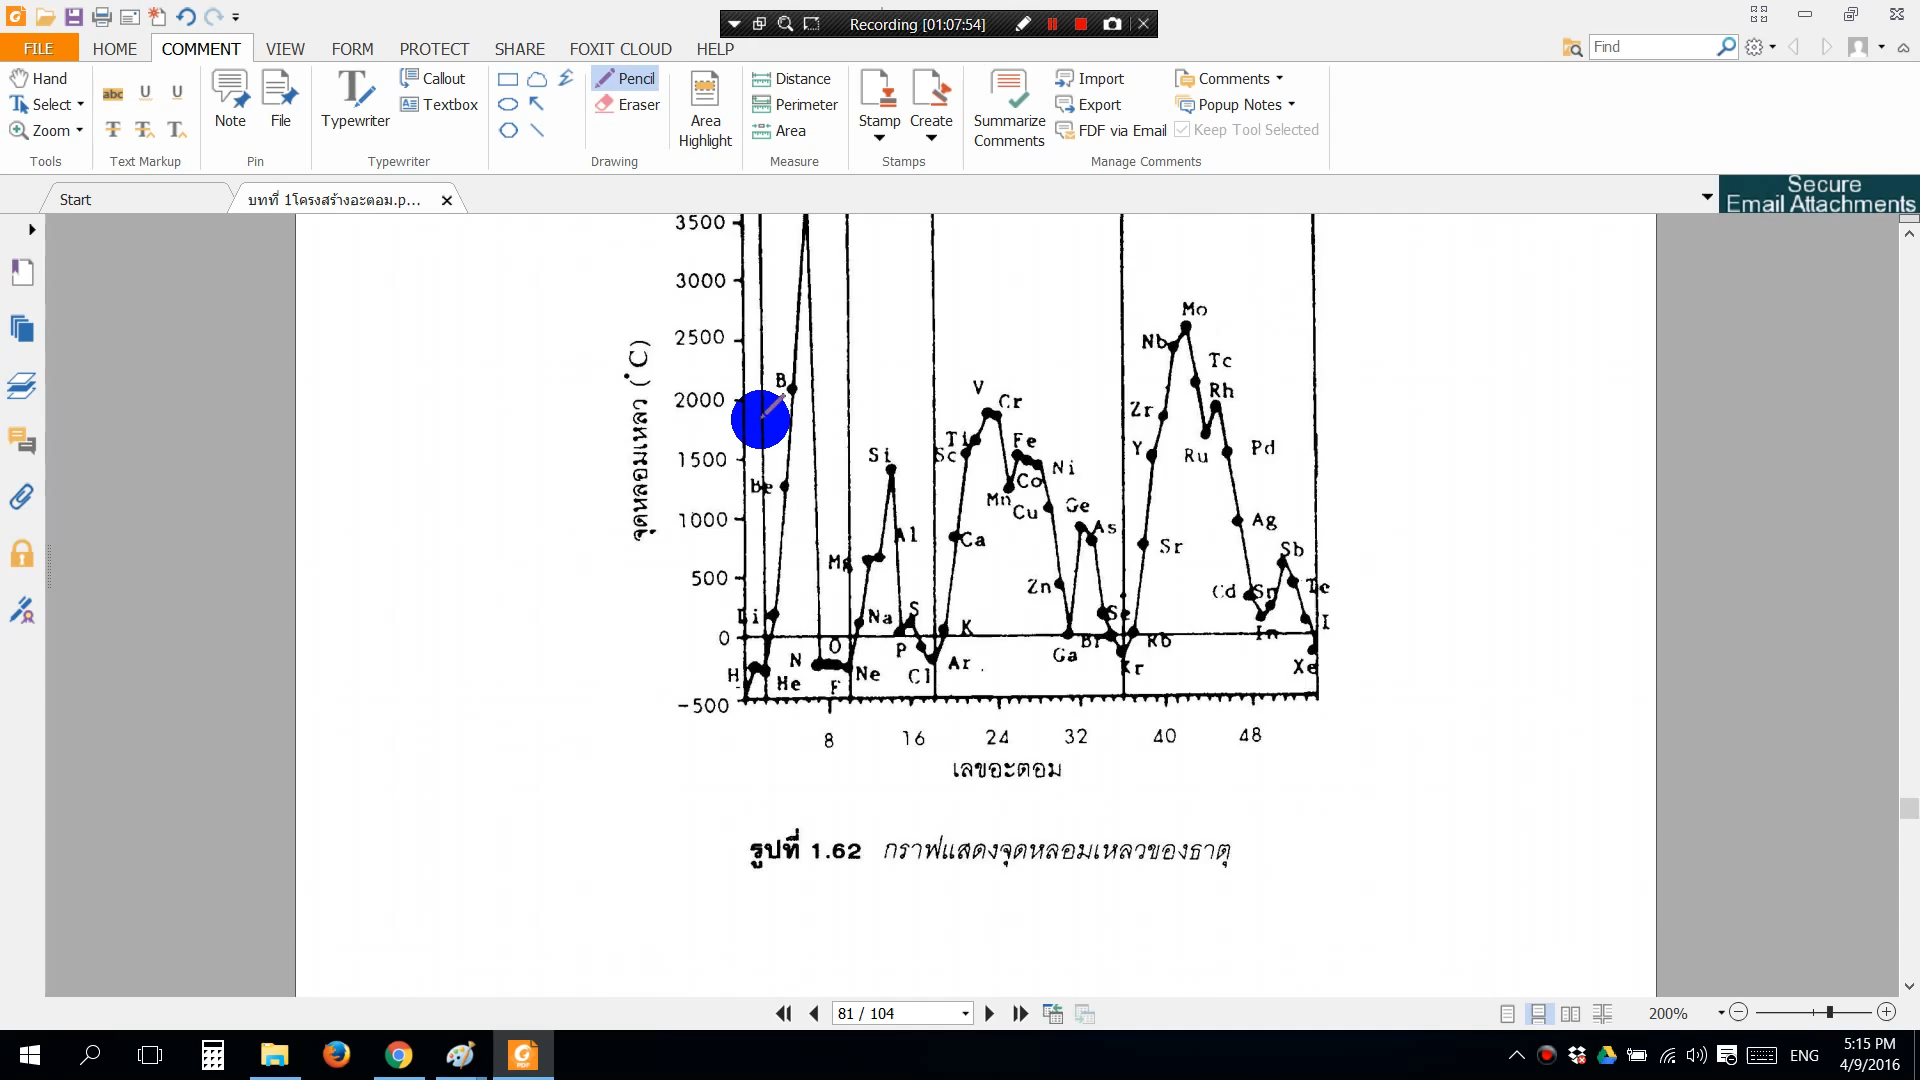 Recording [01:07:54]
FILE HOME COMMENT VIEW FORM PROTECT SHARE FOXIT CLOUD HELP
Find
Hand
Select
Zoom
Tools
abc U U
T T T
Text Markup
Note
File
Pin
Typewriter
Callout
Textbox
Typewriter
Pencil
Eraser
Drawing
Area
Highlight
Distance
Perimeter
Area
Measure
Stamp
Create
Stamps
Summarize
Comments
Import
Export
FDF via Email
Comments
Popup Notes
Keep Tool Selected
Manage Comments
Start
บทที่ 1โครงสร้างอะตอม.p...
Secure
Email Attachments
จุดหลอมเหลว (°C)
3500
3000
2500
2000
1500
1000
500
0
-500
H He Li Be B N O F Ne
Na Mg Al Si P S Cl Ar
K Ca Sc Ti V Cr Mn Fe Co Ni Cu Zn Ga Ge As Se Br Kr
Rb Sr Y Zr Nb Mo Tc Ru Rh Pd Ag Cd In Sn Sb Te I Xe
8 16 24 32 40 48
เลขอะตอม
รูปที่ 1.62 กราฟแสดงจุดหลอมเหลวของธาตุ
81 / 104
200%
ENG
5:15 PM
4/9/2016